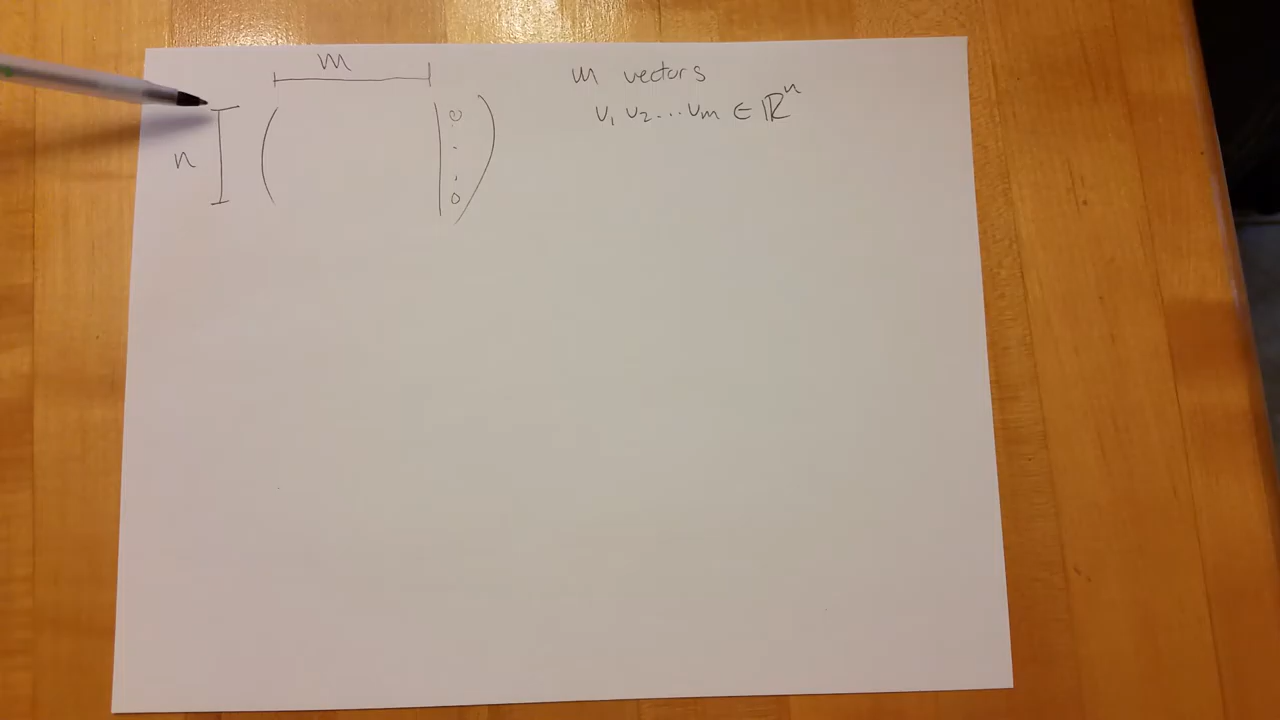 m
m vectors
v₁ v₂ ... vₘ ∈ ℝⁿ
n ( | 0 . . 0 )